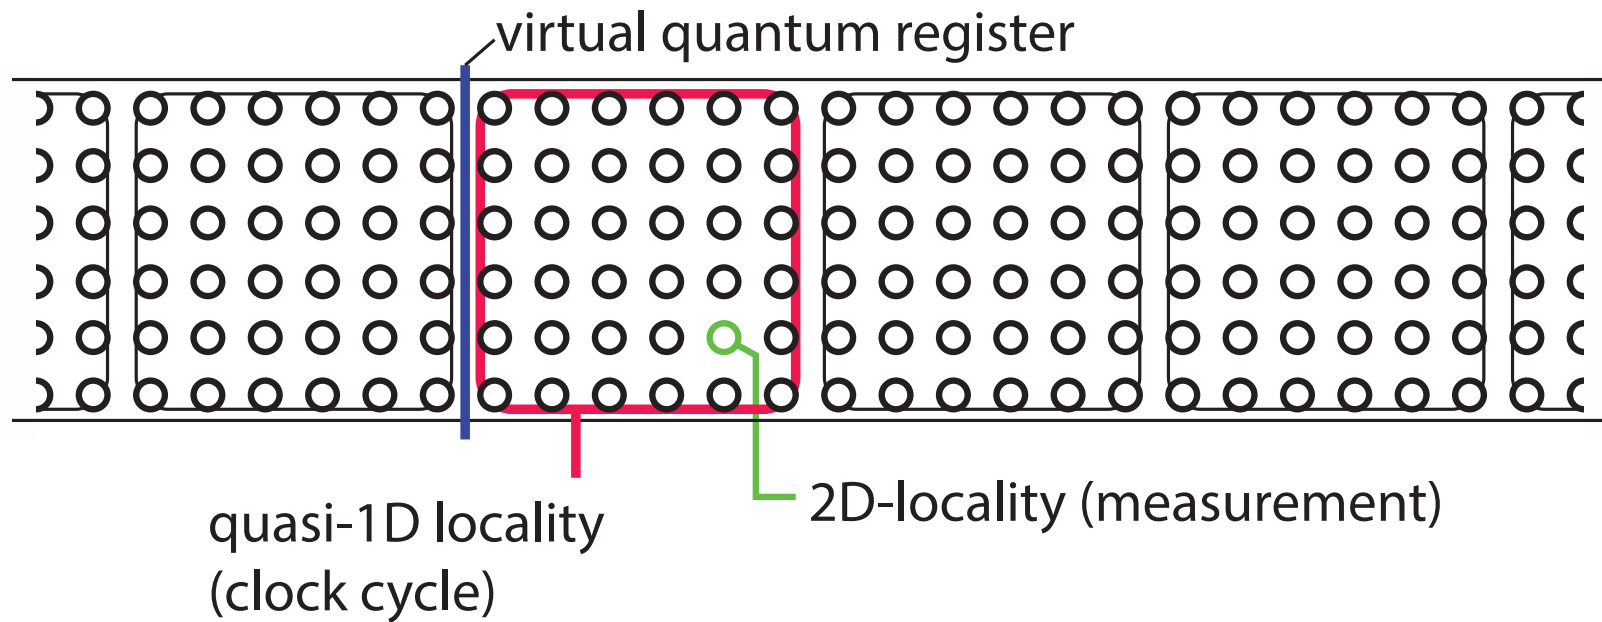 virtual quantum register
2D-locality (measurement)
quasi-1D locality
(clock cycle)